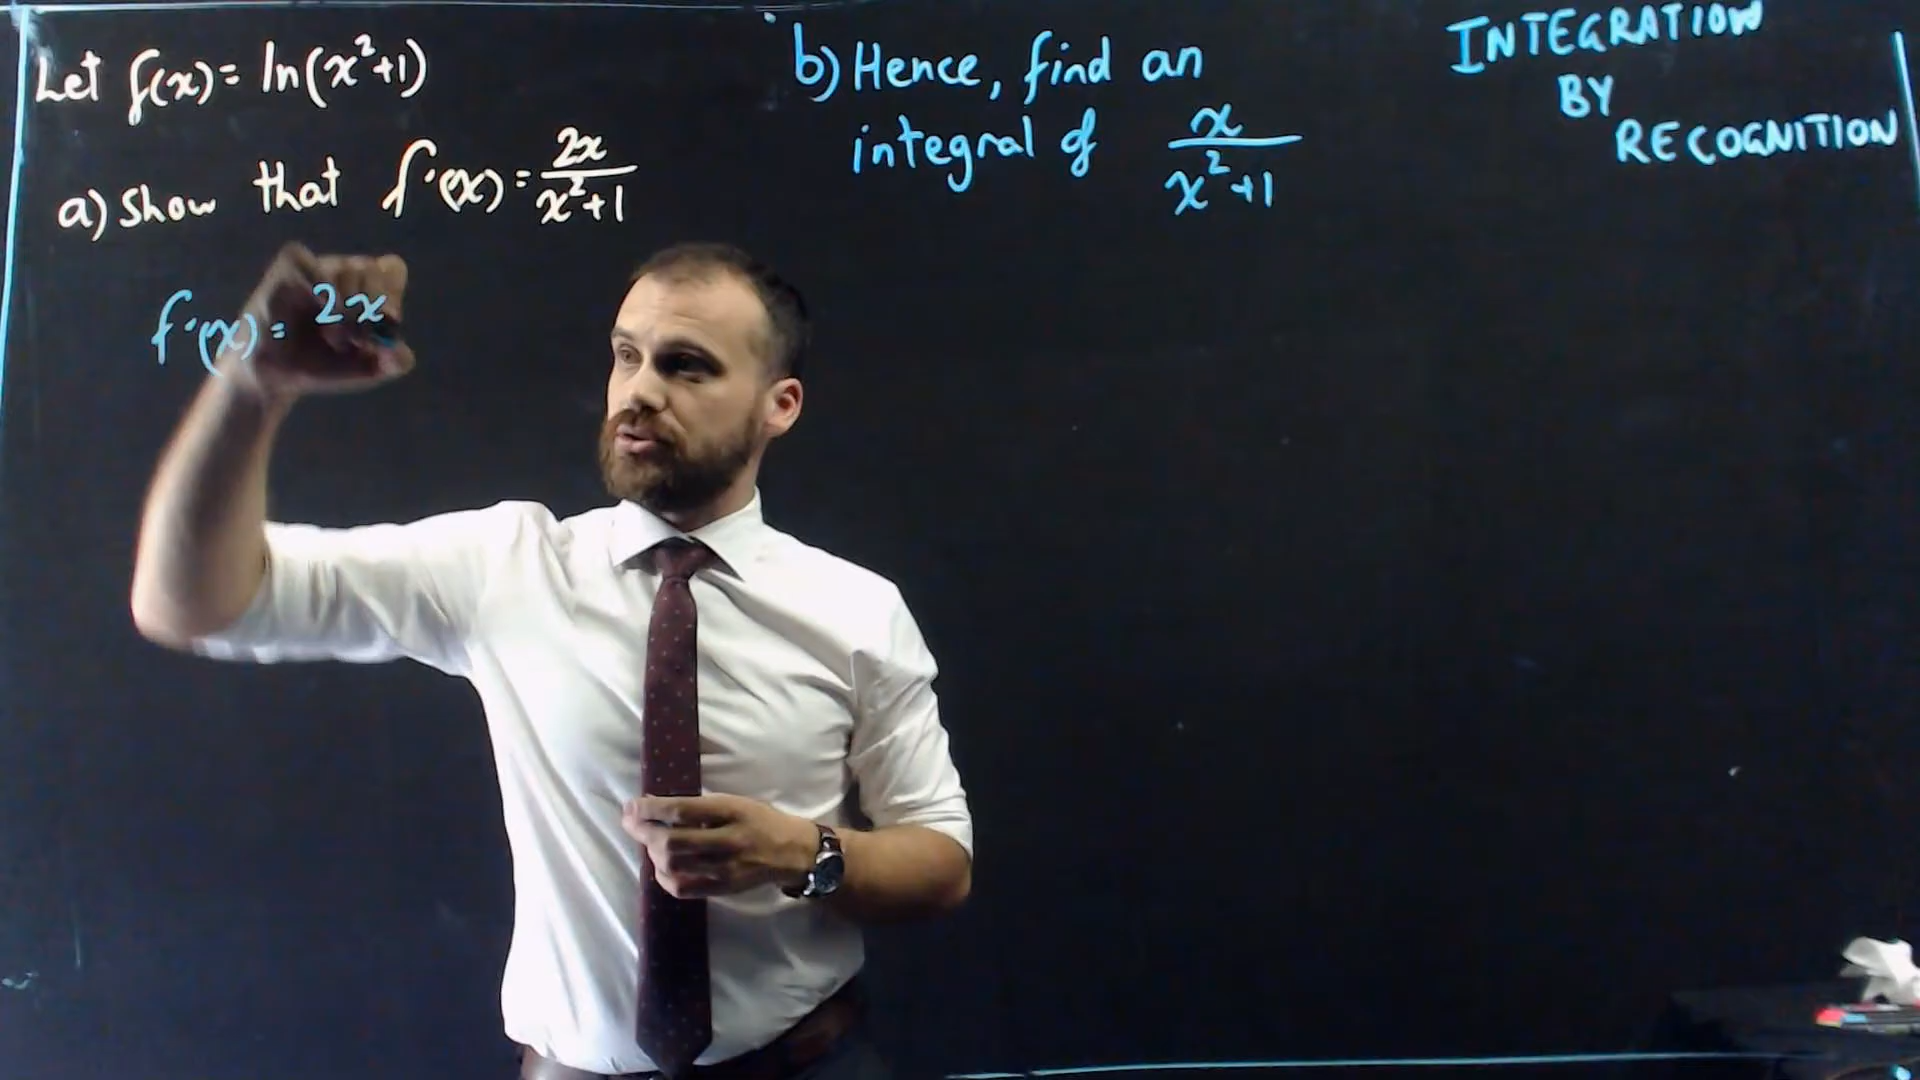 Let f(x) = ln(x²+1)
a) Show that f'(x) = 2x/(x²+1)
f'(x) = 2x
b) Hence, find an
integral of x/(x²+1)
INTEGRATION
BY
RECOGNITION